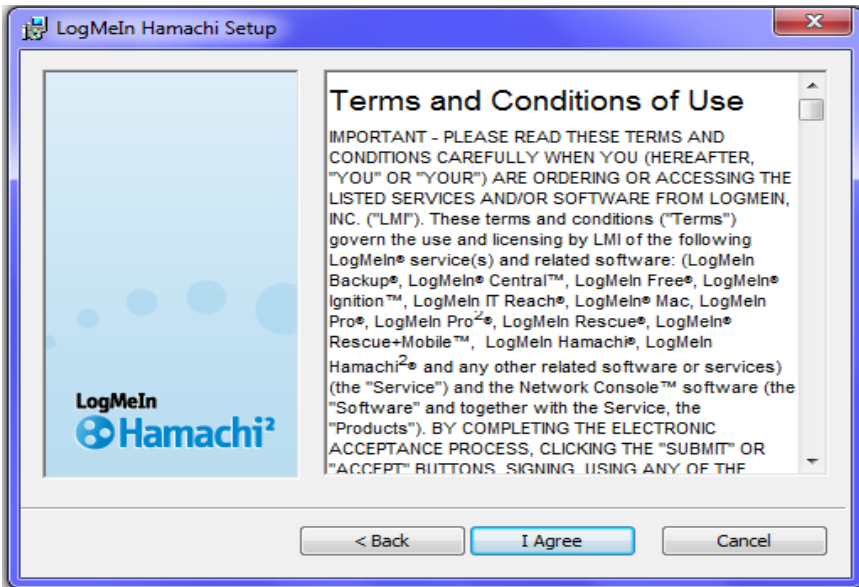 LogMeIn Hamachi Setup
Terms and Conditions of Use
IMPORTANT - PLEASE READ THESE TERMS AND
CONDITIONS CAREFULLY WHEN YOU (HEREAFTER,
"YOU" OR "YOUR") ARE ORDERING OR ACCESSING THE
LISTED SERVICES AND/OR SOFTWARE FROM LOGMEIN,
INC. ("LMI"). These terms and conditions ("Terms")
govern the use and licensing by LMI of the following
LogMeIn® service(s) and related software: (LogMeIn
Backup®, LogMeIn® Central™, LogMeIn Free®, LogMeIn®
Ignition™, LogMeIn IT Reach®, LogMeIn® Mac, LogMeIn
Pro®, LogMeIn Pro²®, LogMeIn Rescue®, LogMeIn®
Rescue+Mobile™, LogMeIn Hamachi®, LogMeIn
Hamachi²® and any other related software or services)
(the "Service") and the Network Console™ software (the
"Software" and together with the Service, the
"Products"). BY COMPLETING THE ELECTRONIC
ACCEPTANCE PROCESS, CLICKING THE "SUBMIT" OR
"ACCEPT" BUTTONS, SIGNING, USING ANY OF THE
LogMeIn
Hamachi²
< Back
I Agree
Cancel